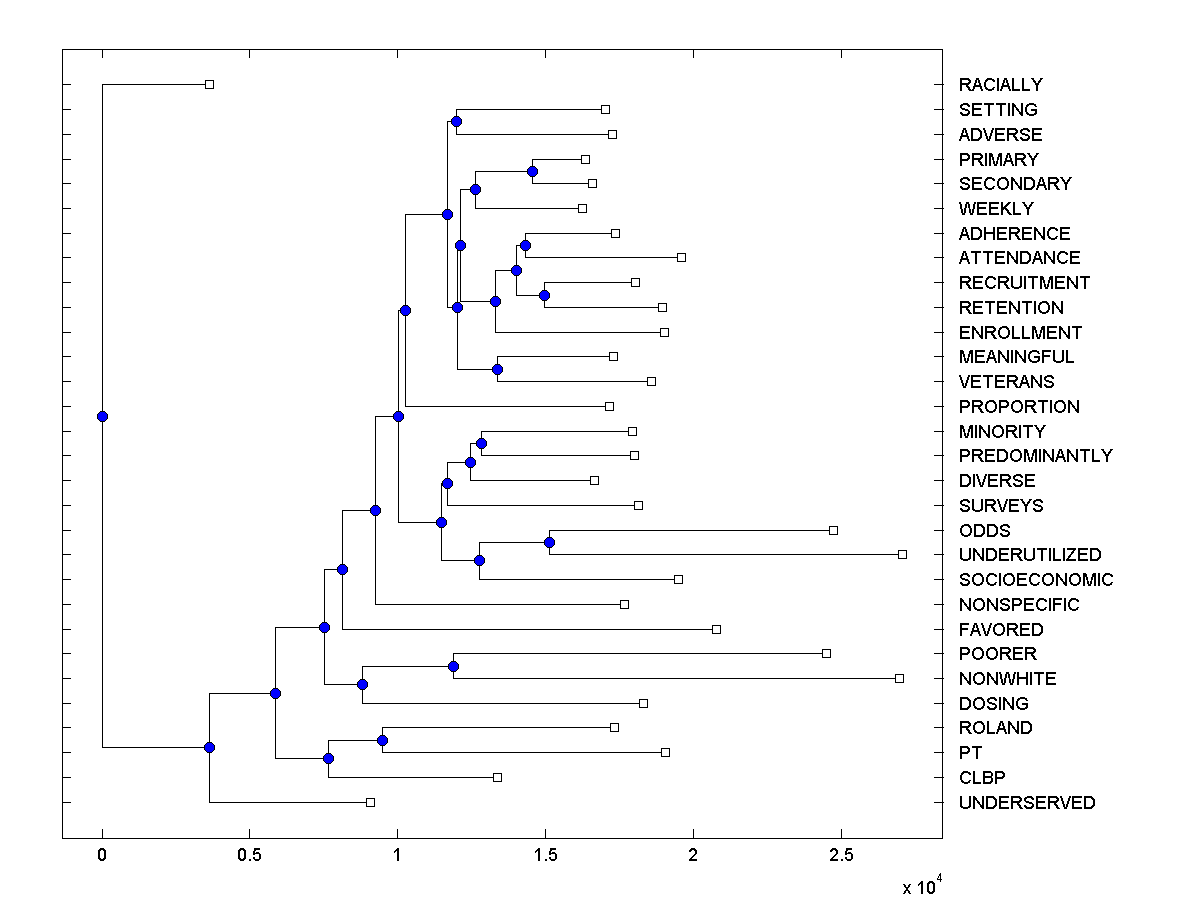 RACIALLY
SETTING
ADVERSE
PRIMARY
SECONDARY
WEEKLY
ADHERENCE
ATTENDANCE
RECRUITMENT
RETENTION
ENROLLMENT
MEANINGFUL
VETERANS
PROPORTION
MINORITY
PREDOMINANTLY
DIVERSE
SURVEYS
ODDS
UNDERUTILIZED
SOCIOECONOMIC
NONSPECIFIC
FAVORED
POORER
NONWHITE
DOSING
ROLAND
PT
CLBP
UNDERSERVED
0 0.5 1 1.5 2 2.5
x 10^4